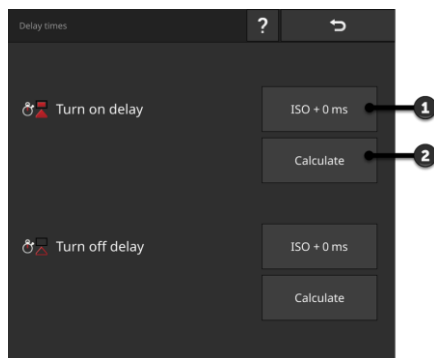 Delay times ?
Turn on delay ISO + 0 ms 1
Calculate 2
Turn off delay ISO + 0 ms
Calculate